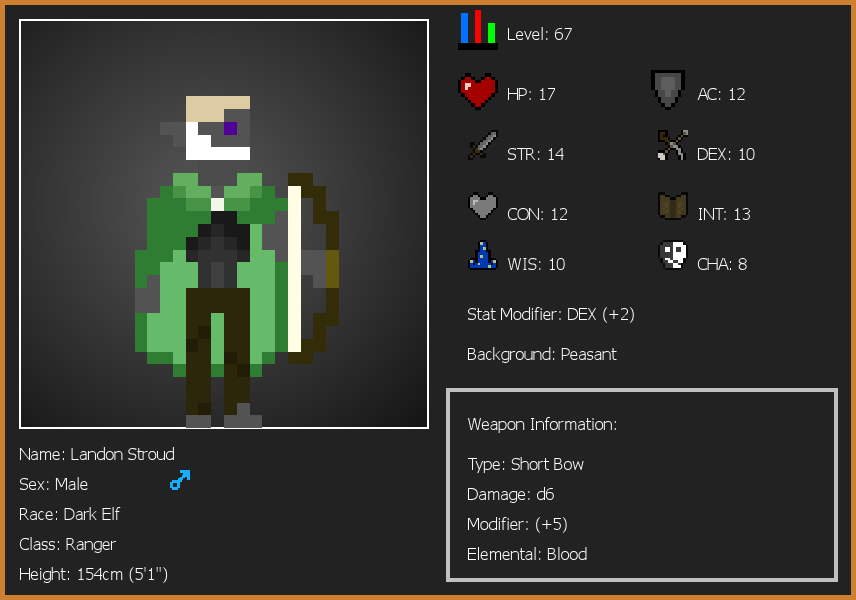 Level: 67
HP: 17
AC: 12
STR: 14
DEX: 10
CON: 12
INT: 13
WIS: 10
CHA: 8
Stat Modifier: DEX (+2)
Background: Peasant
Weapon Information:
Type: Short Bow
Damage: d6
Modifier: (+5)
Elemental: Blood
Name: Landon Stroud
Sex: Male
Race: Dark Elf
Class: Ranger
Height: 154cm (5'1")